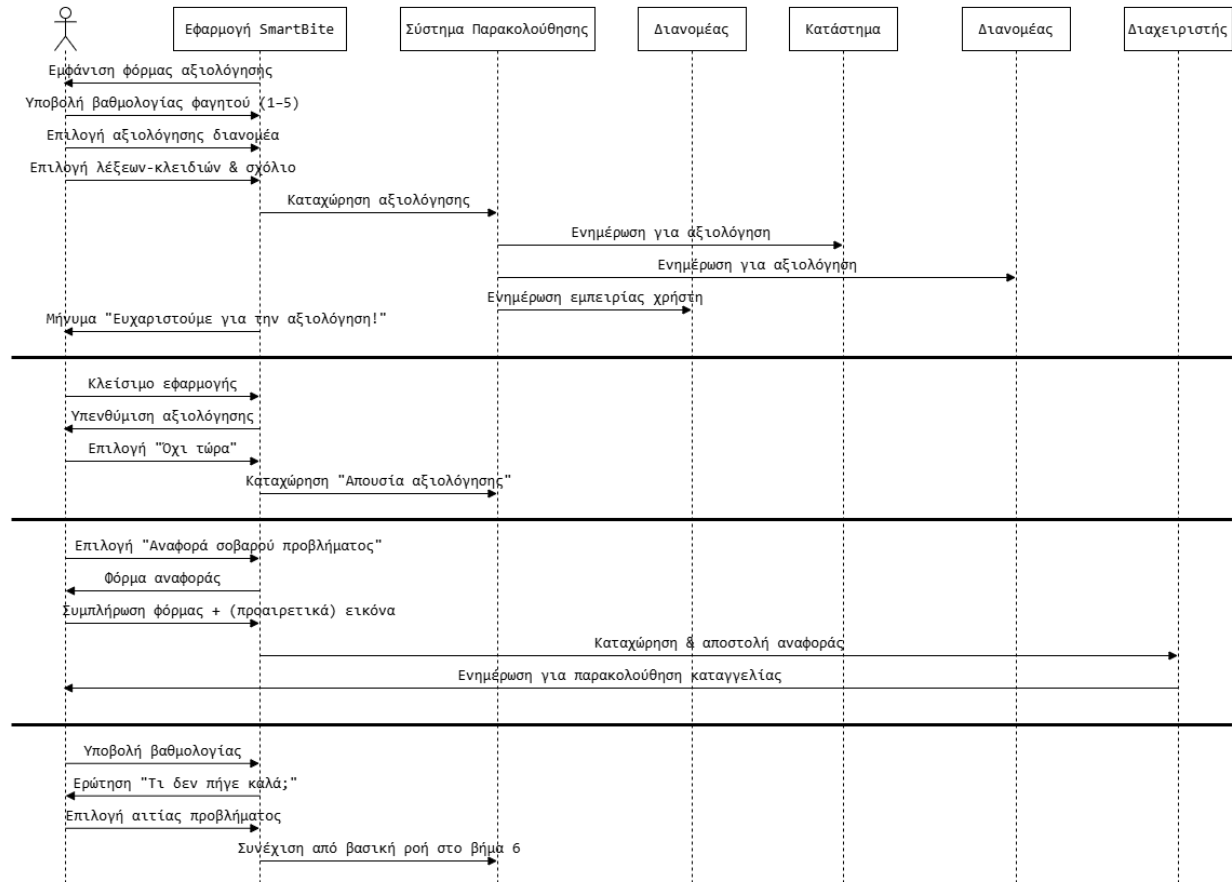 Εφαρμογή SmartBite
Σύστημα Παρακολούθησης
Διανομέας
Κατάστημα
Διανομέας
Διαχειριστής
Εμφάνιση φόρμας αξιολόγησης
Υποβολή βαθμολογίας φαγητού (1–5)
Επιλογή αξιολόγησης διανομέα
Επιλογή λέξεων-κλειδιών & σχόλιο
Καταχώρηση αξιολόγησης
Ενημέρωση για αξιολόγηση
Ενημέρωση για αξιολόγηση
Ενημέρωση εμπειρίας χρήστη
Μήνυμα "Ευχαριστούμε για την αξιολόγηση!"
Κλείσιμο εφαρμογής
Υπενθύμιση αξιολόγησης
Επιλογή "Όχι τώρα"
Καταχώρηση "Απουσία αξιολόγησης"
Επιλογή "Αναφορά σοβαρού προβλήματος"
Φόρμα αναφοράς
Συμπλήρωση φόρμας + (προαιρετικά) εικόνα
Καταχώρηση & αποστολή αναφοράς
Ενημέρωση για παρακολούθηση καταγγελίας
Υποβολή βαθμολογίας
Ερώτηση "Τι δεν πήγε καλά;"
Επιλογή αιτίας προβλήματος
Συνέχιση από βασική ροή στο βήμα 6